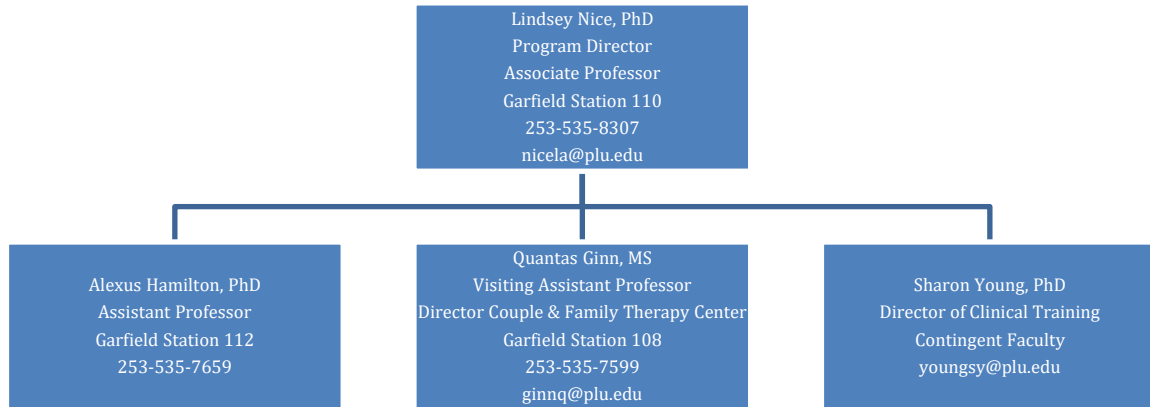 Lindsey Nice, PhD
Program Director
Associate Professor
Garfield Station 110
253-535-8307
nicela@plu.edu
Alexus Hamilton, PhD
Assistant Professor
Garfield Station 112
253-535-7659
Quantas Ginn, MS
Visiting Assistant Professor
Director Couple & Family Therapy Center
Garfield Station 108
253-535-7599
ginnq@plu.edu
Sharon Young, PhD
Director of Clinical Training
Contingent Faculty
youngsy@plu.edu